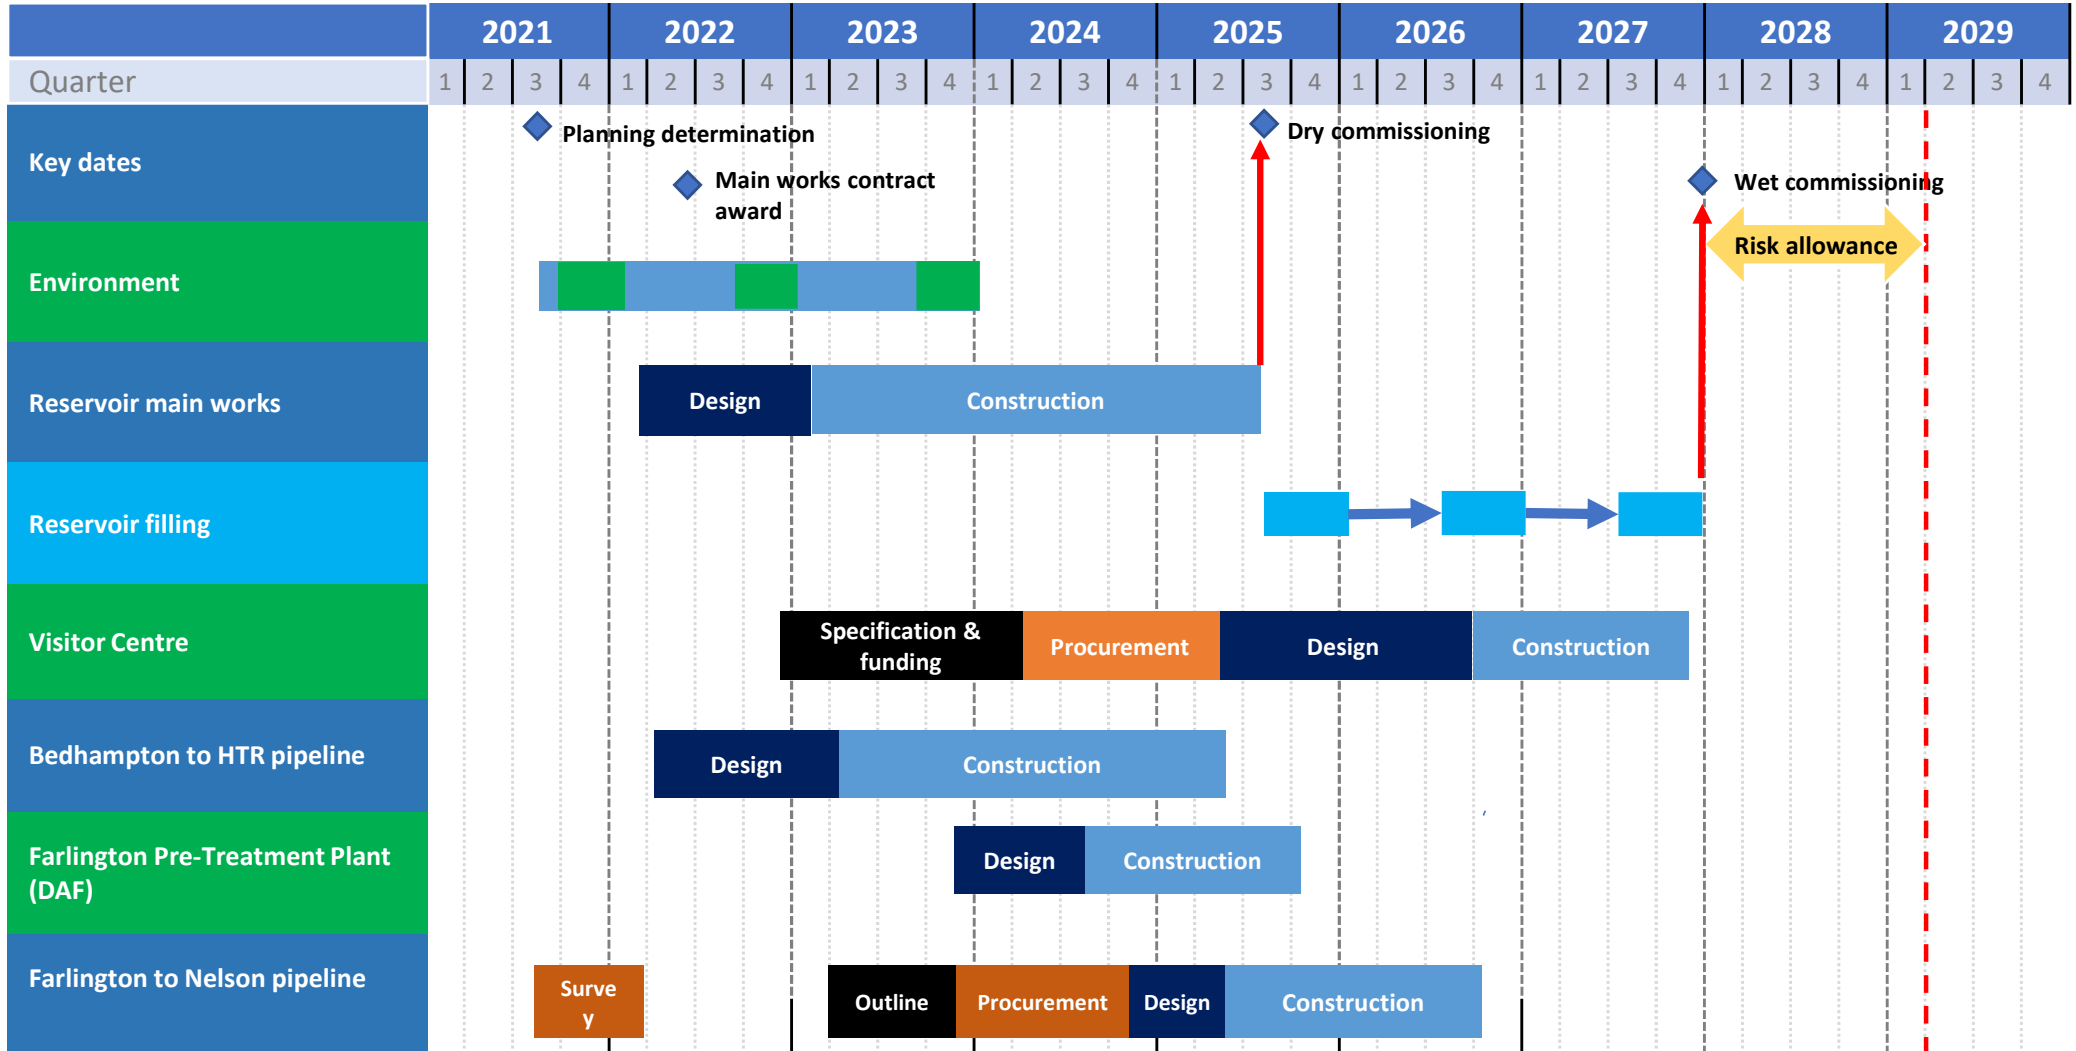 2021 2022 2023 2024 2025 2026 2027 2028 2029
Quarter 1 2 3 4 1 2 3 4 1 2 3 4 1 2 3 4 1 2 3 4 1 2 3 4 1 2 3 4 1 2 3 4 1 2 3 4
Key dates
Planning determination
Dry commissioning
Main works contract
award
Wet commissioning
Environment
Risk allowance
Reservoir main works
Design
Construction
Reservoir filling
Visitor Centre
Specification &
funding
Procurement
Design
Construction
Bedhampton to HTR pipeline
Design
Construction
Farlington Pre-Treatment Plant
(DAF)
Design
Construction
Farlington to Nelson pipeline
Surve
y
Outline
Procurement
Design
Construction